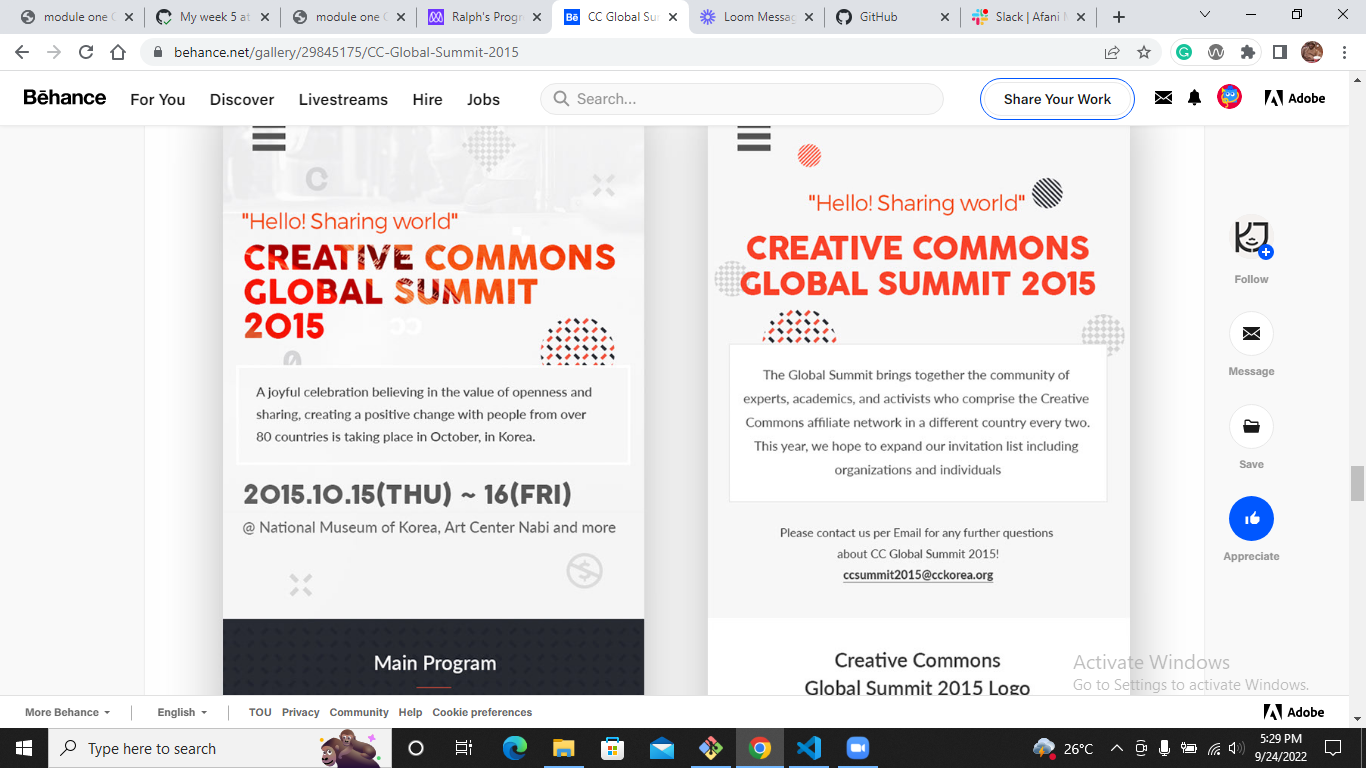 module one C
My week 5 at
module one C
Ralph's Progr
CC Global Sur
Loom Messag
GitHub
Slack | Afani
behance.net/gallery/29845175/CC-Global-Summit-2015
Bēhance
For You
Discover
Livestreams
Hire
Jobs
Search...
Share Your Work
Adobe
"Hello! Sharing world"
CREATIVE COMMONS
GLOBAL SUMMIT
2015
A joyful celebration believing in the value of openness and
sharing, creating a positive change with people from over
80 countries is taking place in October, in Korea.
2015.10.15(THU) ~ 16(FRI)
@ National Museum of Korea, Art Center Nabi and more
Main Program
"Hello! Sharing world"
CREATIVE COMMONS
GLOBAL SUMMIT 2015
The Global Summit brings together the community of
experts, academics, and activists who comprise the Creative
Commons affiliate network in a different country every two.
This year, we hope to expand our invitation list including
organizations and individuals
Please contact us per Email for any further questions
about CC Global Summit 2015!
ccsummit2015@cckorea.org
Creative Commons
Global Summit 2015 Logo
Follow
Message
Save
Appreciate
Activate Windows
Go to Settings to activate Windows.
More Behance
English
TOU
Privacy
Community
Help
Cookie preferences
Adobe
Type here to search
26°C
5:29 PM
9/24/2022